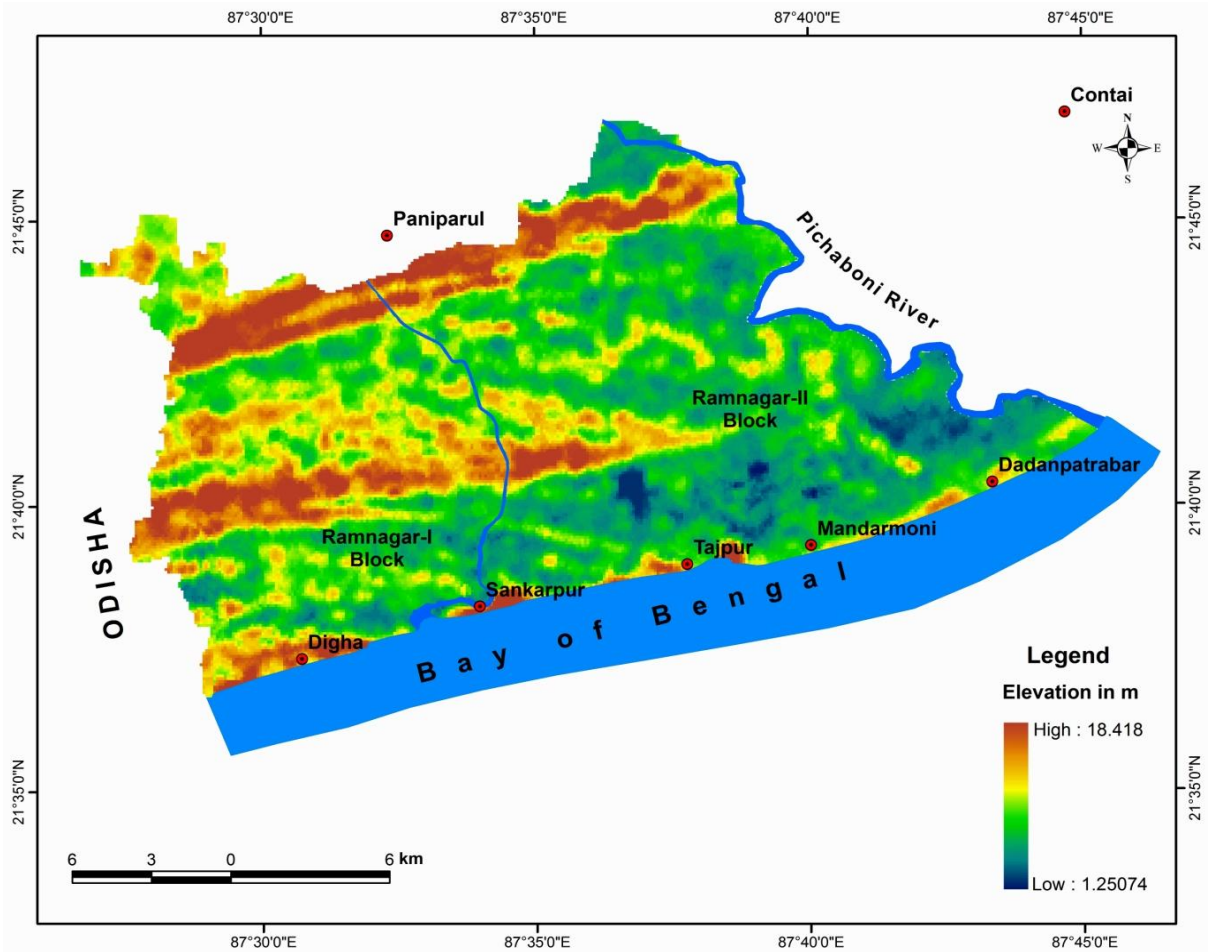 87°30'0"E
87°35'0"E
87°40'0"E
87°45'0"E
Contai
N
W
E
S
21°45'0"N
21°45'0"N
Paniparul
Pichaboni River
Ramnagar-II
Block
Dadanpatrabar
21°40'0"N
21°40'0"N
ODISHA
Ramnagar-I
Block
Mandarmoni
Tajpur
Sankarpur
Bay of Bengal
Digha
Legend
Elevation in m
High : 18.418
Low : 1.25074
21°35'0"N
21°35'0"N
6 3 0 6 km
87°30'0"E
87°35'0"E
87°40'0"E
87°45'0"E